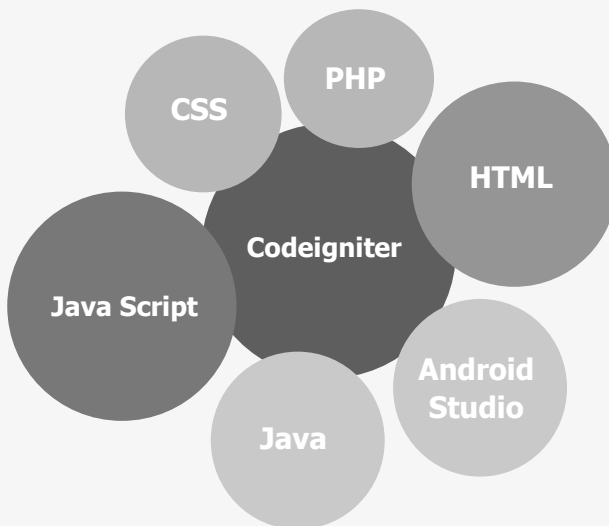 PHP
CSS
HTML
Codeigniter
Java Script
Android
Studio
Java